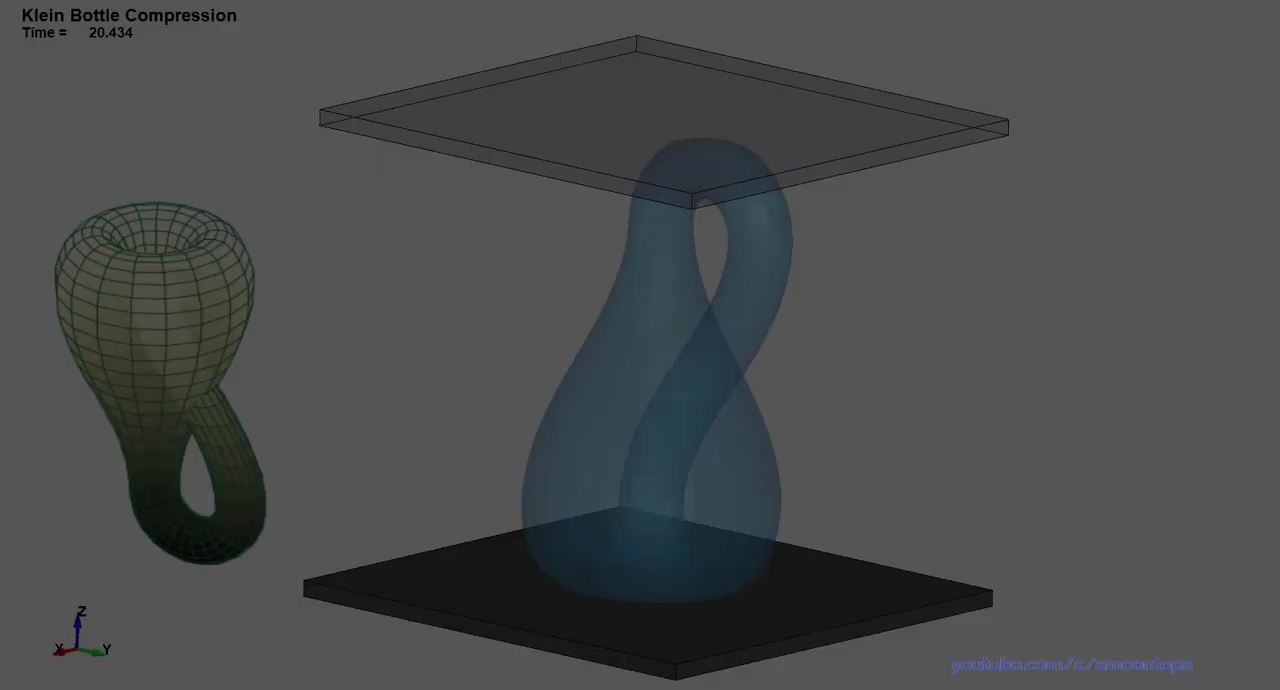 Klein Bottle Compression
Time = 20.434
Z
X
Y